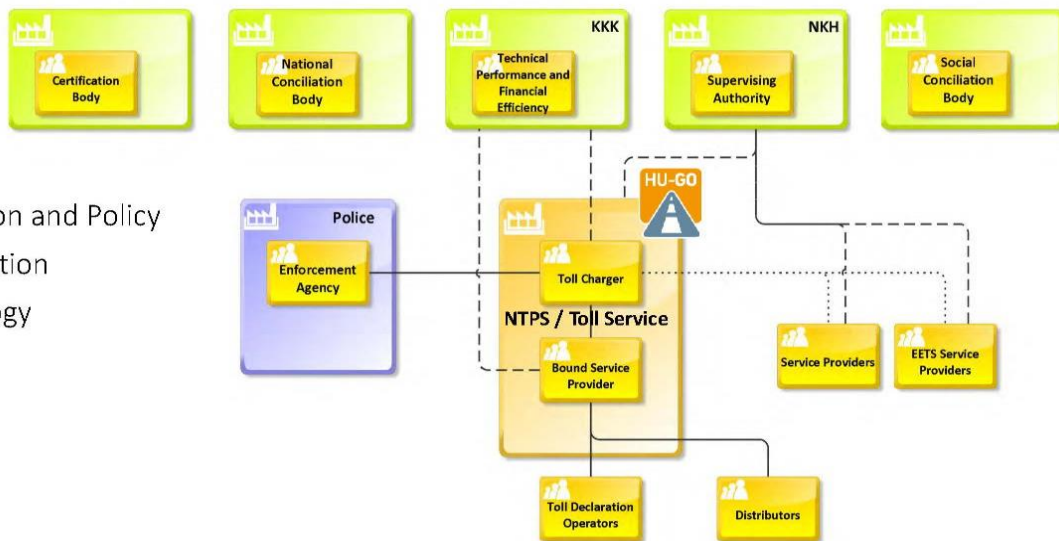 KKK
NKH
Certification
Body
National
Conciliation
Body
Technical
Performance and
Financial
Efficiency
Supervising
Authority
Social
Conciliation
Body
on and Policy
tion
gy
Police
Enforcement
Agency
HU-GO
Toll Charger
NTPS / Toll Service
Bound Service
Provider
Service Providers
EETS Service
Providers
Toll Declaration
Operators
Distributors